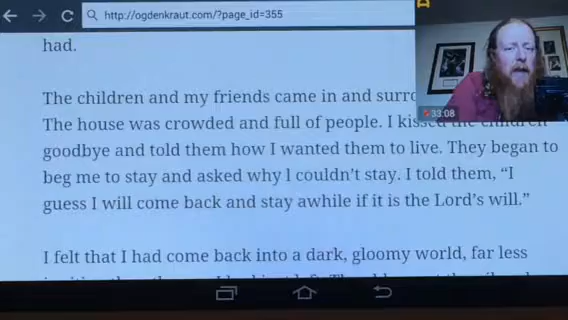 http://ogdenkraut.com/?page_id=355
had.
The children and my friends came in and
33:08
The house was crowded and full of people. I kissed the children
goodbye and told them how I wanted them to live. They began to
beg me to stay and asked why I couldn't stay. I told them, “I
guess I will come back and stay awhile if it is the Lord's will.”
I felt that I had come back into a dark, gloomy world, far less